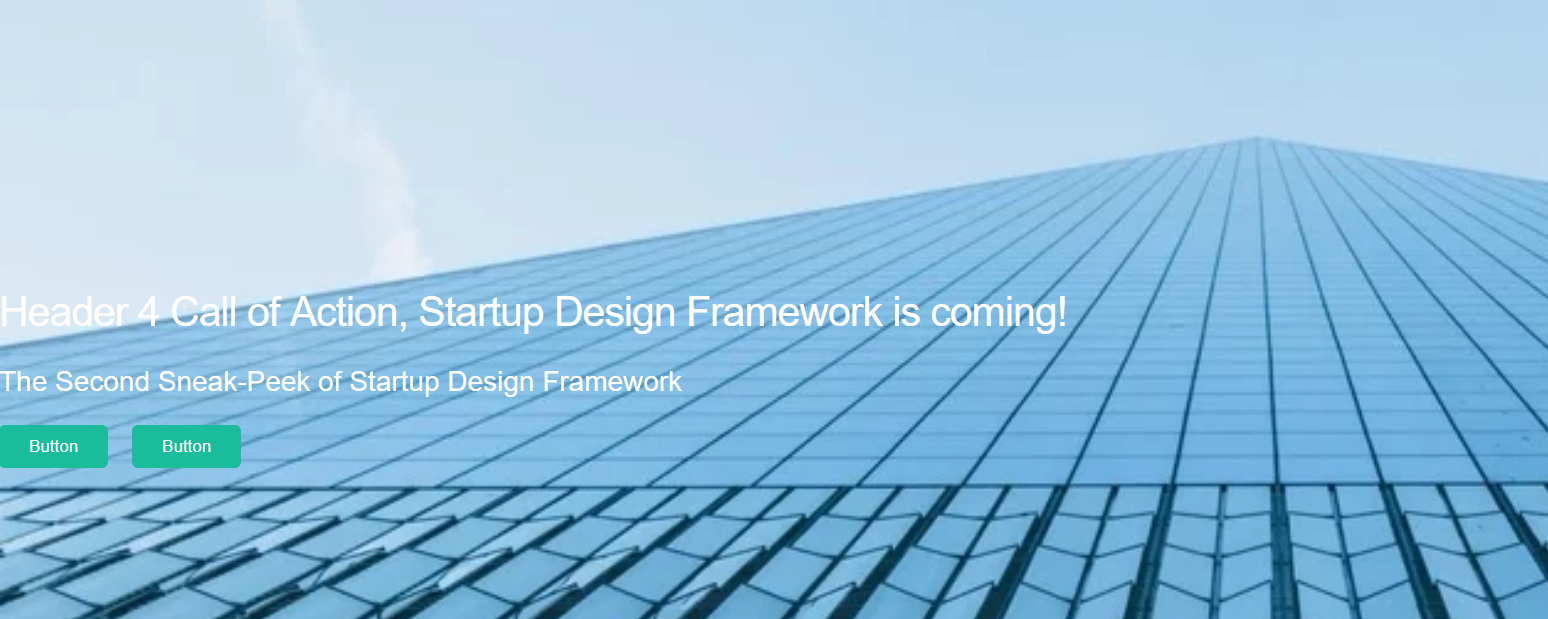 Header 4 Call of Action, Startup Design Framework is coming!
The Second Sneak-Peek of Startup Design Framework
Button Button